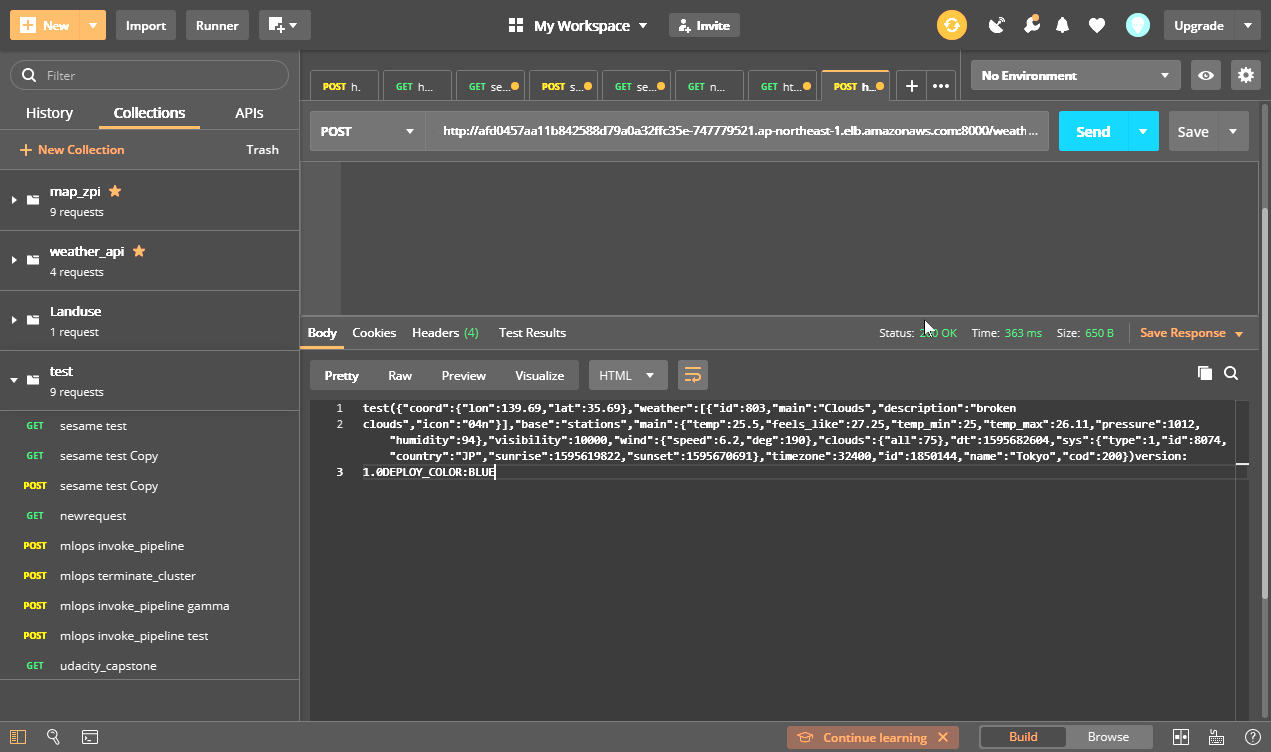 New
Import
Runner
My Workspace
Invite
Upgrade
Filter
History
Collections
APIs
New Collection
Trash
map_zpi
9 requests
weather_api
4 requests
Landuse
1 request
test
9 requests
GET sesame test
GET sesame test Copy
POST sesame test Copy
GET newrequest
POST mlops invoke_pipeline
POST mlops terminate_cluster
POST mlops invoke_pipeline gamma
POST mlops invoke_pipeline test
GET udacity_capstone
POST h.
GET h...
GET se...
POST s...
GET se...
GET n...
GET ht...
POST h...
No Environment
POST
http://afd0457aa11b842588d79a0a32ffc35e-747779521.ap-northeast-1.elb.amazonaws.com:8000/weath...
Send
Save
Body
Cookies
Headers (4)
Test Results
Status: 200 OK
Time: 363 ms
Size: 650 B
Save Response
Pretty
Raw
Preview
Visualize
HTML
1 test({"coord":{"lon":139.69,"lat":35.69},"weather":[{"id":803,"main":"Clouds","description":"broken
2 clouds","icon":"04n"}],"base":"stations","main":{"temp":25.5,"feels_like":27.25,"temp_min":25,"temp_max":26.11,"pressure":1012,
"humidity":94},"visibility":10000,"wind":{"speed":6.2,"deg":190},"clouds":{"all":75},"dt":1595682604,"sys":{"type":1,"id":8074,
"country":"JP","sunrise":1595619822,"sunset":1595670691},"timezone":32400,"id":1850144,"name":"Tokyo","cod":200})version:
3 1.0DEPLOY_COLOR:BLUE
Continue learning
Build
Browse